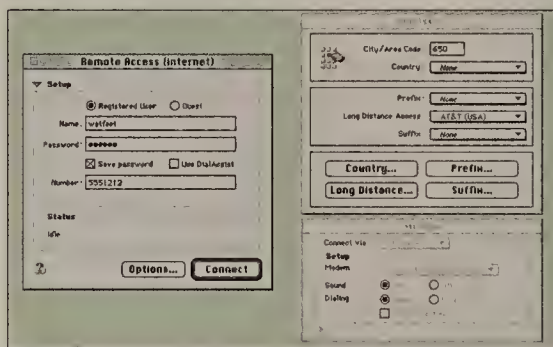 Remote Access (Internet)
Setup
Registered User
Guest
Name:
wetfeet
Password:
Save password
Use DialAssist
Number:
5551212
Status
Idle
Options...
Connect
City/Area Code
650
Country:
None
Prefix:
None
Long Distance Access
AT&T (USA)
Suffix
None
Country...
Prefix...
Long Distance...
Suffix...
Connect via
Setup
Modem
Sound
Dialing